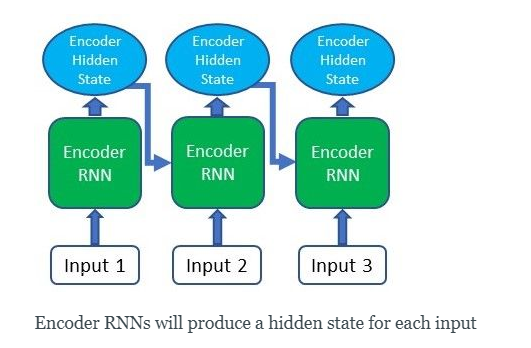 Encoder
Hidden
State
Encoder
Hidden
State
Encoder
Hidden
State
Encoder
RNN
Encoder
RNN
Encoder
RNN
Input 1
Input 2
Input 3
Encoder RNNs will produce a hidden state for each input